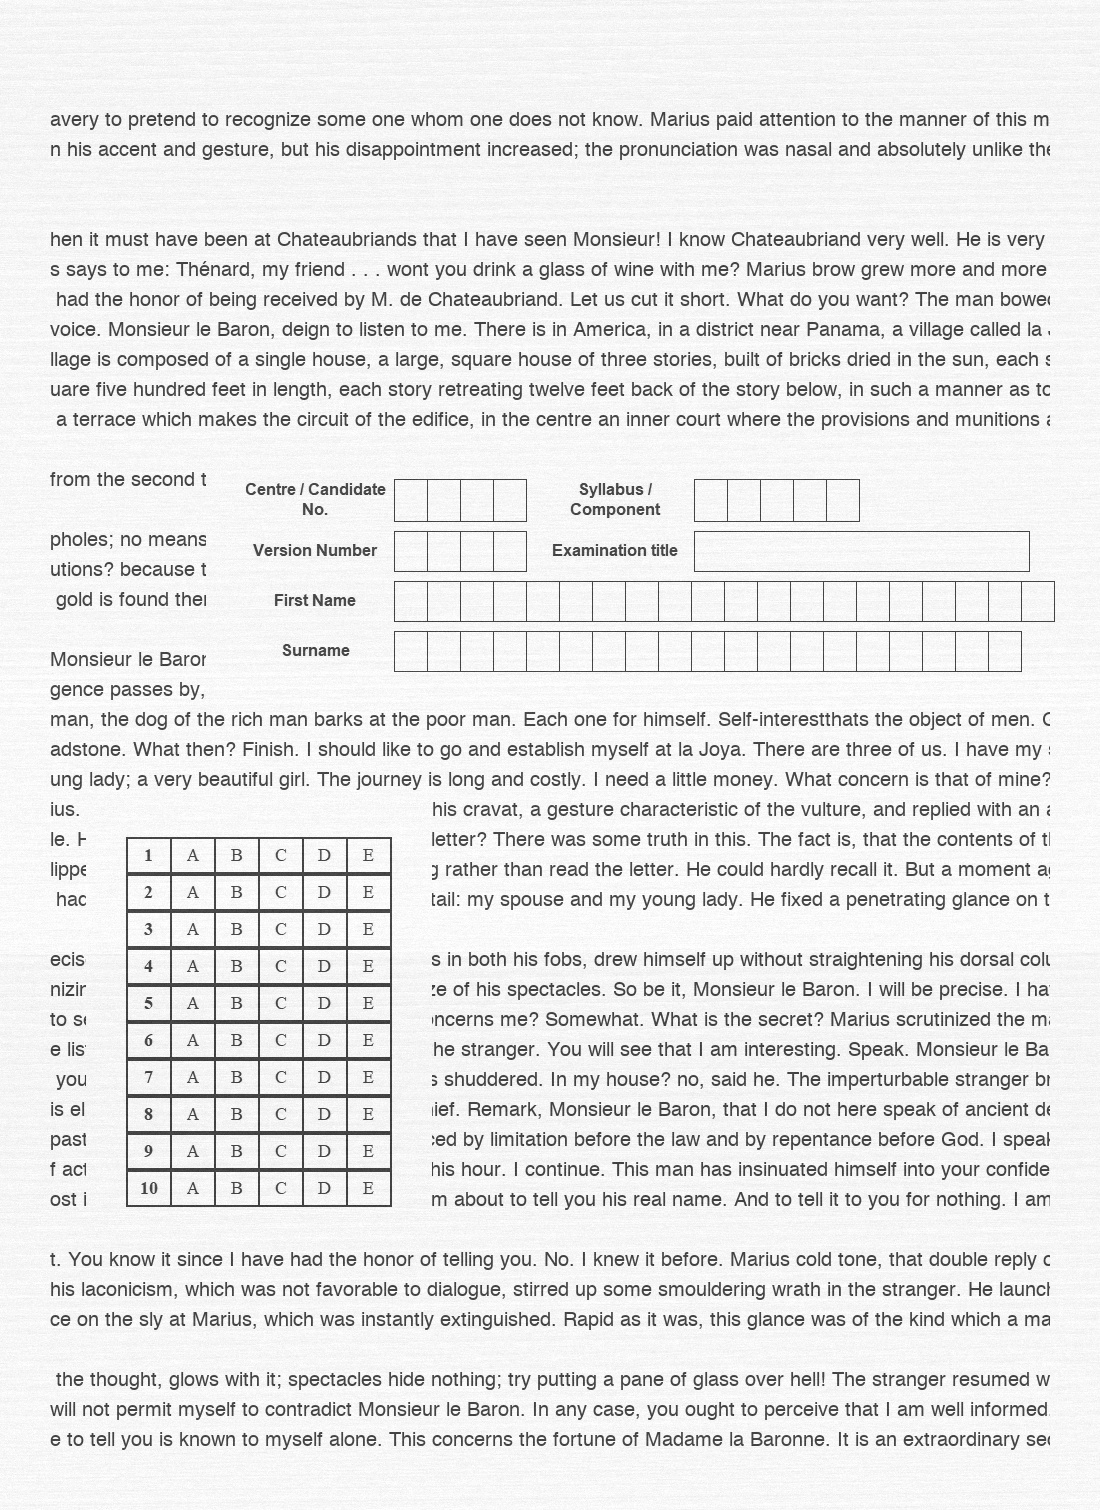 avery to pretend to recognize some one whom one does not know. Marius paid attention to the manner of this m
n his accent and gesture, but his disappointment increased; the pronunciation was nasal and absolutely unlike the
hen it must have been at Chateaubriands that I have seen Monsieur! I know Chateaubriand very well. He is very
s says to me: Thénard, my friend . . . wont you drink a glass of wine with me? Marius brow grew more and more
had the honor of being received by M. de Chateaubriand. Let us cut it short. What do you want? The man bowed
voice. Monsieur le Baron, deign to listen to me. There is in America, in a district near Panama, a village called la
llage is composed of a single house, a large, square house of three stories, built of bricks dried in the sun, each s
uare five hundred feet in length, each story retreating twelve feet back of the story below, in such a manner as to
a terrace which makes the circuit of the edifice, in the centre an inner court where the provisions and munitions a
from the second t
Centre / Candidate No.
Syllabus / Component
pholes; no means
Version Number
Examination title
utions? because t
gold is found ther
First Name
Surname
Monsieur le Baron
gence passes by,
man, the dog of the rich man barks at the poor man. Each one for himself. Self-interestthats the object of men.
adstone. What then? Finish. I should like to go and establish myself at la Joya. There are three of us. I have my s
ung lady; a very beautiful girl. The journey is long and costly. I need a little money. What concern is that of mine?
ius.
his cravat, a gesture characteristic of the vulture, and replied with an a
le. H
letter? There was some truth in this. The fact is, that the contents of th
lippe
g rather than read the letter. He could hardly recall it. But a moment ag
had
tail: my spouse and my young lady. He fixed a penetrating glance on t
ecis
s in both his fobs, drew himself up without straightening his dorsal colu
nizin
ze of his spectacles. So be it, Monsieur le Baron. I will be precise. I ha
to se
ncerns me? Somewhat. What is the secret? Marius scrutinized the ma
e lis
he stranger. You will see that I am interesting. Speak. Monsieur le Ba
you
s shuddered. In my house? no, said he. The imperturbable stranger br
is el
ief. Remark, Monsieur le Baron, that I do not here speak of ancient de
past
ced by limitation before the law and by repentance before God. I speak
f act
his hour. I continue. This man has insinuated himself into your confide
ost i
m about to tell you his real name. And to tell it to you for nothing. I am
1 A B C D E
2 A B C D E
3 A B C D E
4 A B C D E
5 A B C D E
6 A B C D E
7 A B C D E
8 A B C D E
9 A B C D E
10 A B C D E
t. You know it since I have had the honor of telling you. No. I knew it before. Marius cold tone, that double reply o
his laconicism, which was not favorable to dialogue, stirred up some smouldering wrath in the stranger. He launch
ce on the sly at Marius, which was instantly extinguished. Rapid as it was, this glance was of the kind which a ma
the thought, glows with it; spectacles hide nothing; try putting a pane of glass over hell! The stranger resumed w
will not permit myself to contradict Monsieur le Baron. In any case, you ought to perceive that I am well informed.
e to tell you is known to myself alone. This concerns the fortune of Madame la Baronne. It is an extraordinary sec